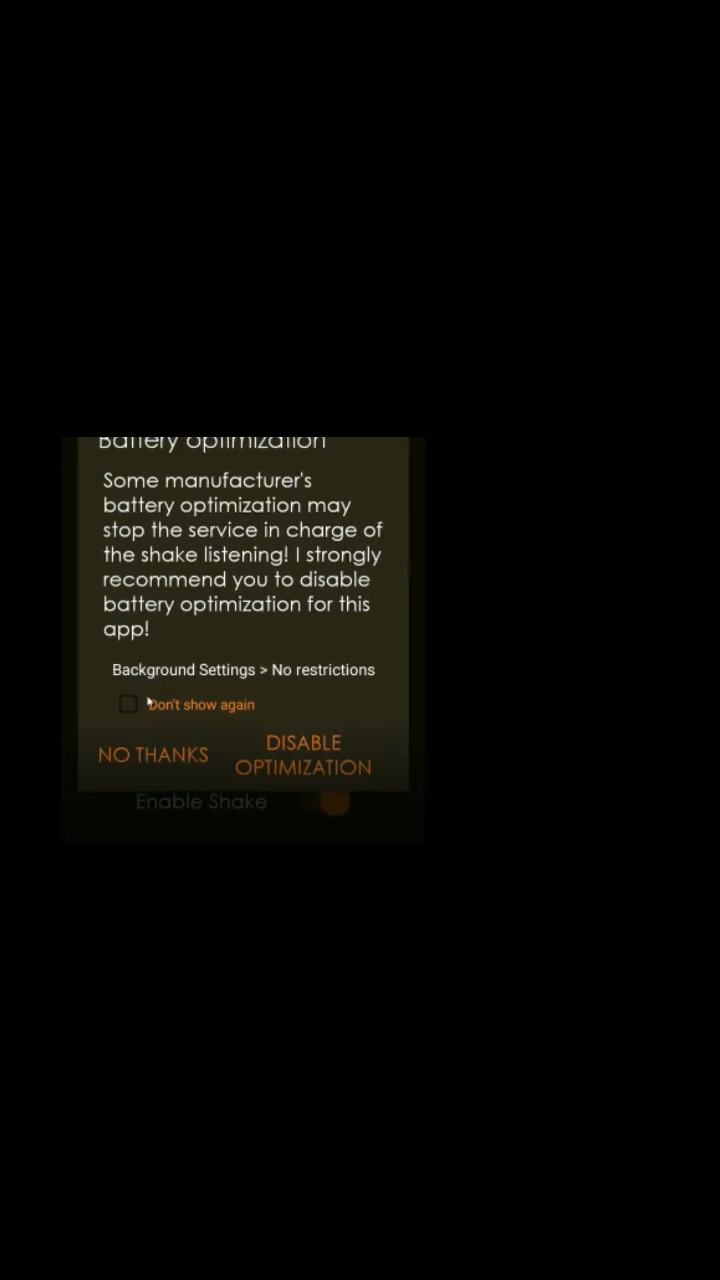 Battery optimization
Some manufacturer's
battery optimization may
stop the service in charge of
the shake listening! I strongly
recommend you to disable
battery optimization for this
app!
Background Settings > No restrictions
Don't show again
NO THANKS
DISABLE
OPTIMIZATION
Enable Shake